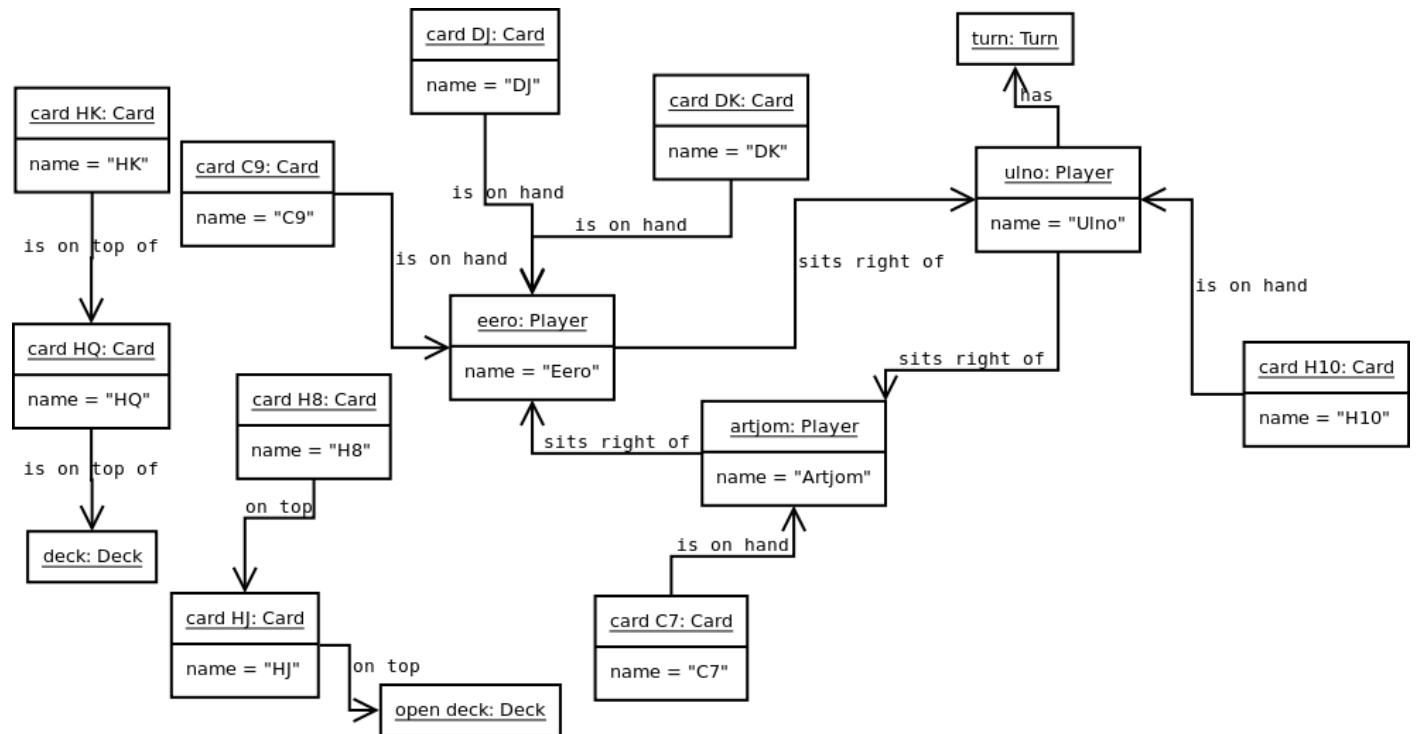 card DJ: Card
name = "DJ"
turn: Turn
has
card HK: Card
name = "HK"
card DK: Card
name = "DK"
card C9: Card
name = "C9"
ulno: Player
name = "Ulno"
is on hand
is on hand
is on top of
is on hand
sits right of
is on hand
eero: Player
name = "Eero"
card HQ: Card
name = "HQ"
sits right of
card H10: Card
name = "H10"
card H8: Card
name = "H8"
artjom: Player
name = "Artjom"
sits right of
is on top of
on top
deck: Deck
is on hand
card HJ: Card
name = "HJ"
card C7: Card
name = "C7"
on top
open deck: Deck